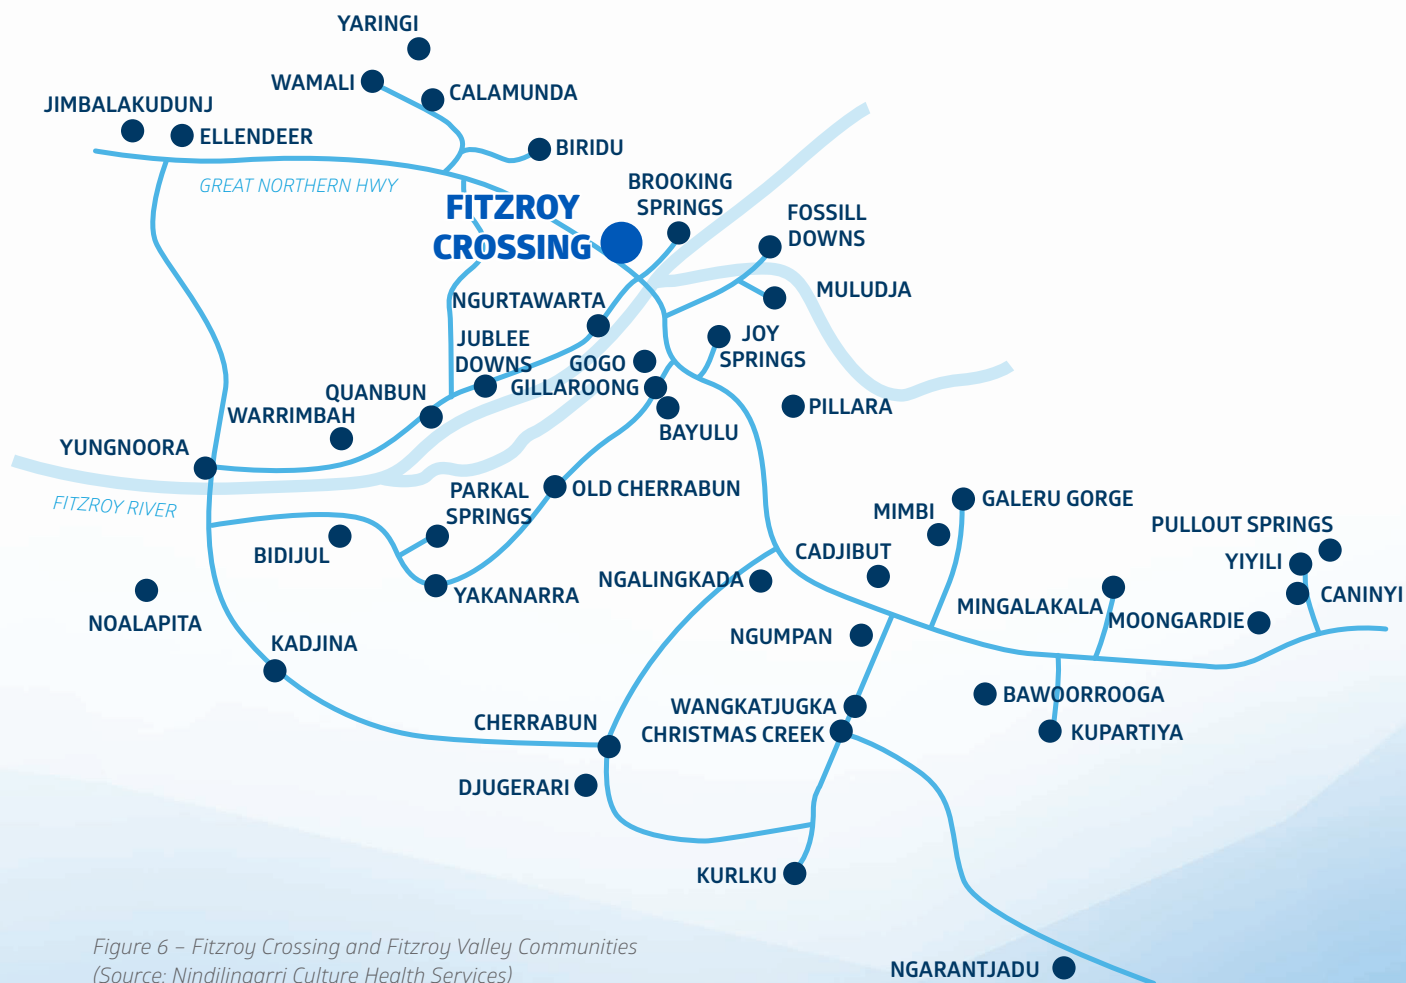 YARINGI
WAMALI
CALAMUNDA
JIMBALAKUDUNJ
ELLENDEER
BIRIDU
GREAT NORTHERN HWY
BROOKING
SPRINGS
FITZROY
CROSSING
FOSSILL
DOWNS
MULUDJA
NGURTAWARTA
JUBLEE
DOWNS
JOY
SPRINGS
GOGO
GILLAROONG
QUANBUN
WARRIMBAH
PILLARA
BAYULU
YUNGNOORA
FITZROY RIVER
PARKAL
SPRINGS
OLD CHERRABUN
GALERU GORGE
MIMBI
PULLOUT SPRINGS
BIDIJUL
CADJIBUT
YIYILI
NGALINGKADA
YAKANARRA
CANINYI
MINGALAKALA
MOONGARDIE
NOALAPITA
NGUMPAN
KADJINA
BAWOORROOGA
WANGKATJUGKA
CHERRABUN
CHRISTMAS CREEK
KUPARTIYA
DJUGERARI
KURLKU
Figure 6 – Fitzroy Crossing and Fitzroy Valley Communities
(Source: Nindilingarri Culture Health Services)
NGARANTJADU